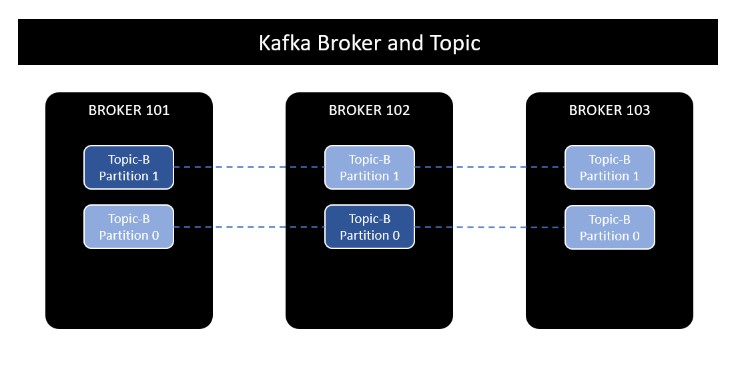 Kafka Broker and Topic
BROKER 101
Topic-B
Partition 1
Topic-B
Partition 0
BROKER 102
Topic-B
Partition 1
Topic-B
Partition 0
BROKER 103
Topic-B
Partition 1
Topic-B
Partition 0